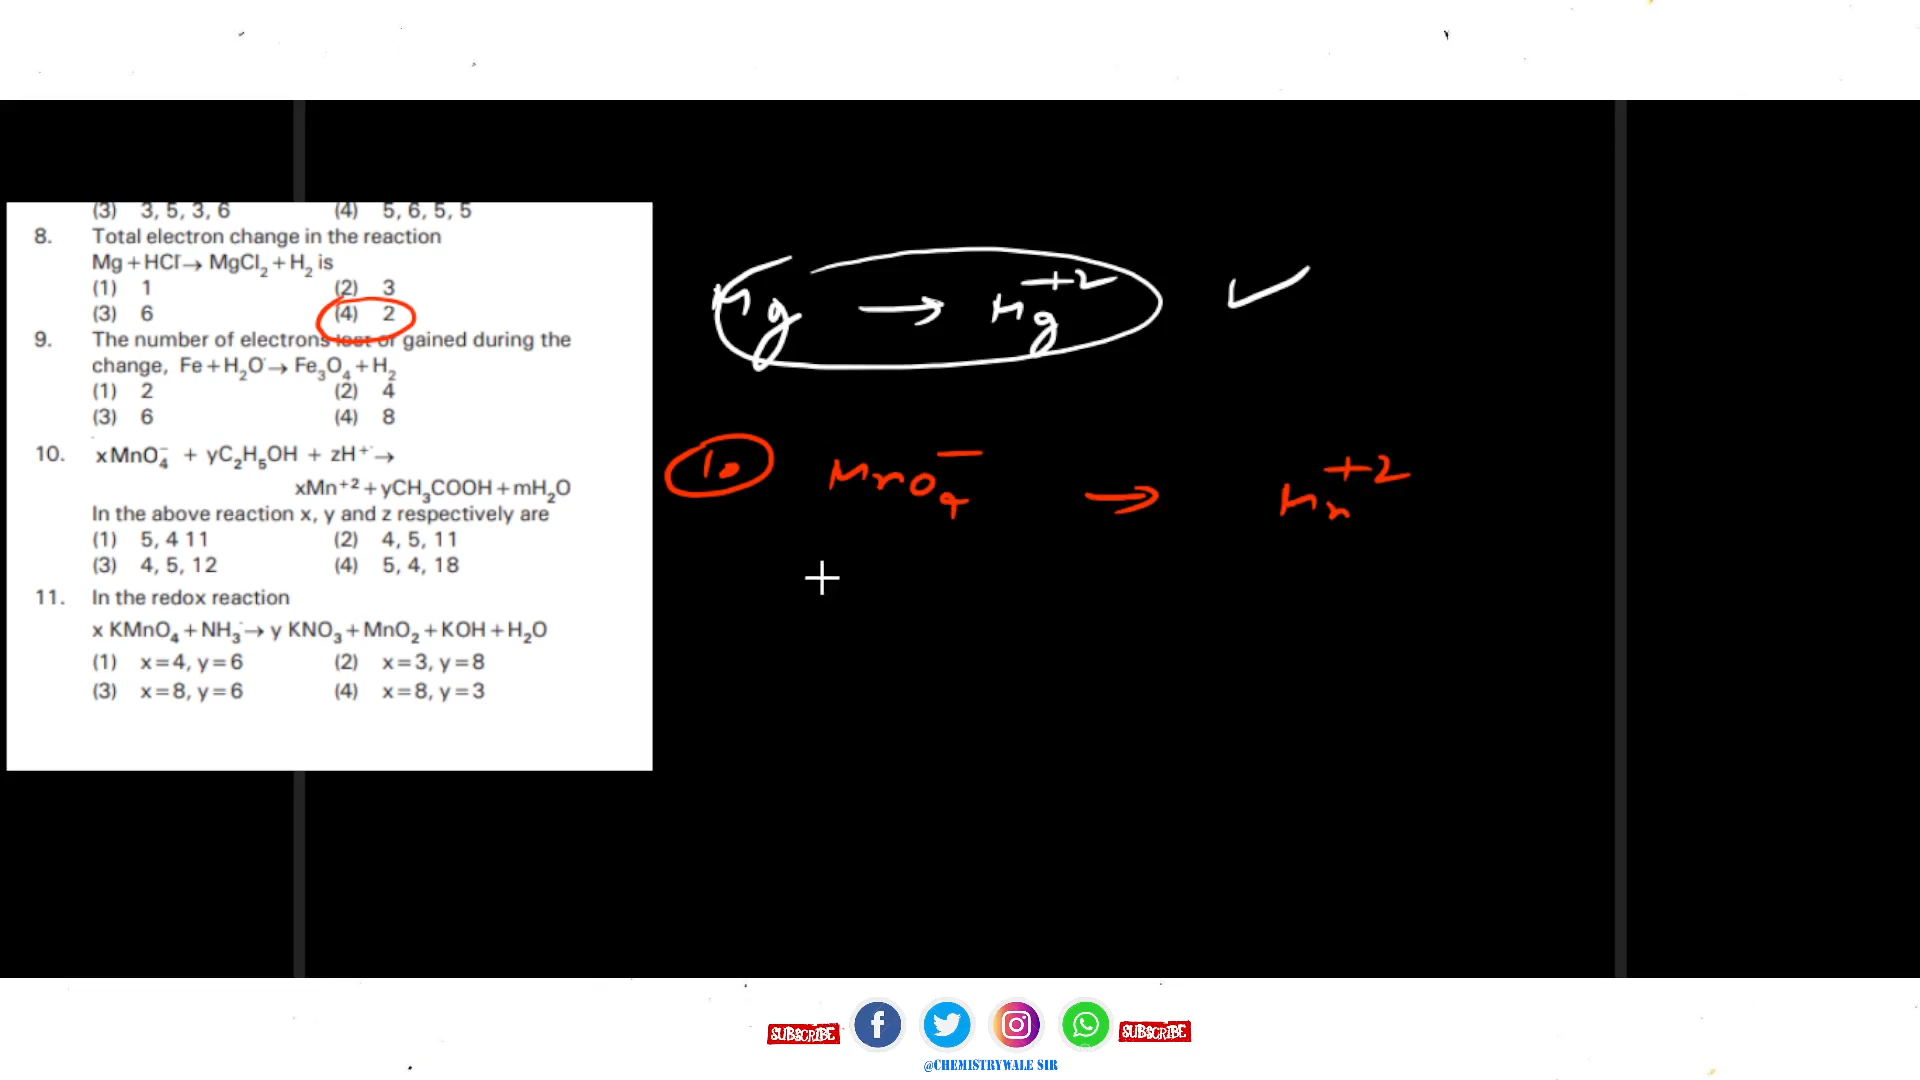 (3) 3, 5, 3, 6 (4) 5, 6, 5, 5
8. Total electron change in the reaction
Mg + HCl → MgCl₂ + H₂ is
(1) 1 (2) 3
(3) 6 (4) 2
9. The number of electrons lost or gained during the
change, Fe + H₂O → Fe₃O₄ + H₂
(1) 2 (2) 4
(3) 6 (4) 8
10. xMnO₄⁻ + yC₂H₅OH + zH⁺ →
xMn⁺² + yCH₃COOH + mH₂O
In the above reaction x, y and z respectively are
(1) 5, 4 11 (2) 4, 5, 11
(3) 4, 5, 12 (4) 5, 4, 18
11. In the redox reaction
x KMnO₄ + NH₃ → y KNO₃ + MnO₂ + KOH + H₂O
(1) x = 4, y = 6 (2) x = 3, y = 8
(3) x = 8, y = 6 (4) x = 8, y = 3
Mg → Mg⁺²
10 MnO₄⁻ → Mn⁺²
SUBSCRIBE SUBSCRIBE
@CHEMISTRYWALE SIR